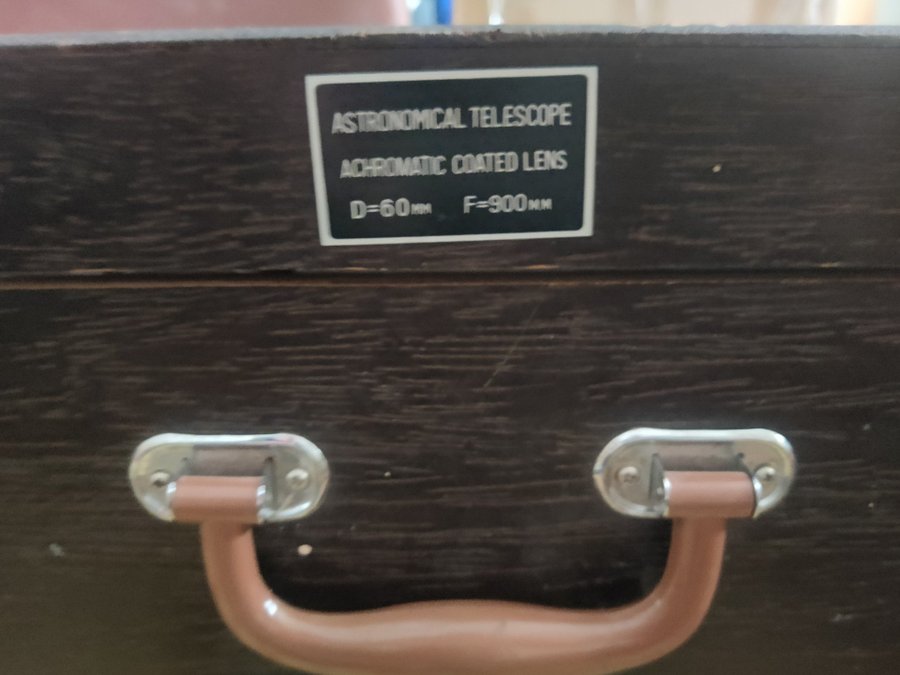 ASTRONOMICAL TELESCOPE
ACHROMATIC COATED LENS
D=60MM F=900MM